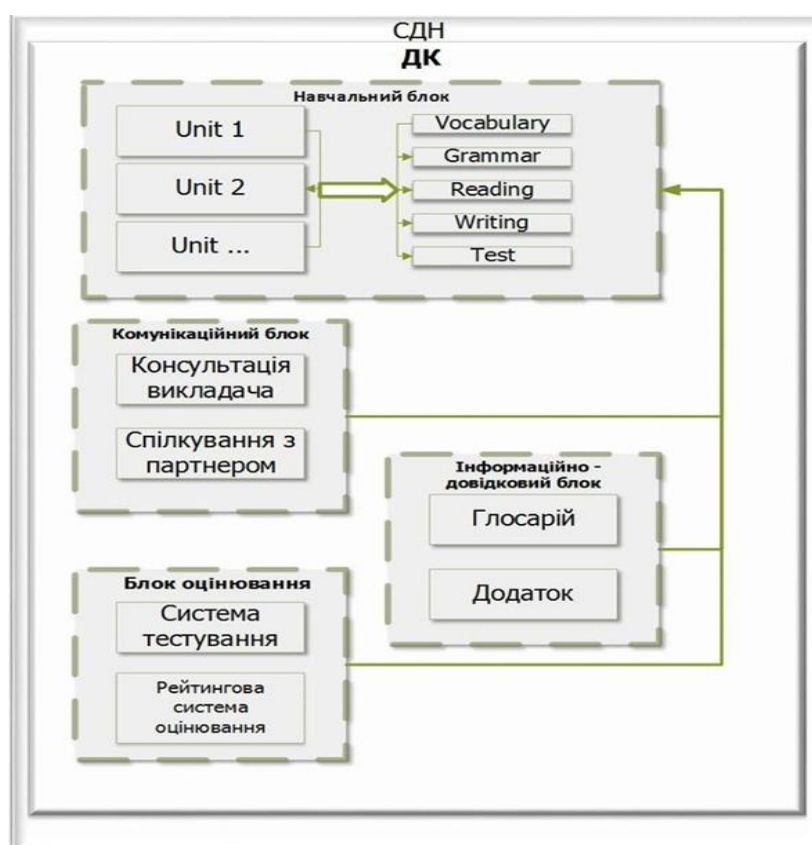 СДН
ДК
Навчальний блок
Unit 1
Unit 2
Unit ...
Vocabulary
Grammar
Reading
Writing
Test
Комунікаційний блок
Консультація
викладача
Спілкування з
партнером
Інформаційно -
довідковий блок
Глосарій
Додаток
Блок оцінювання
Система
тестування
Рейтингова
система
оцінювання